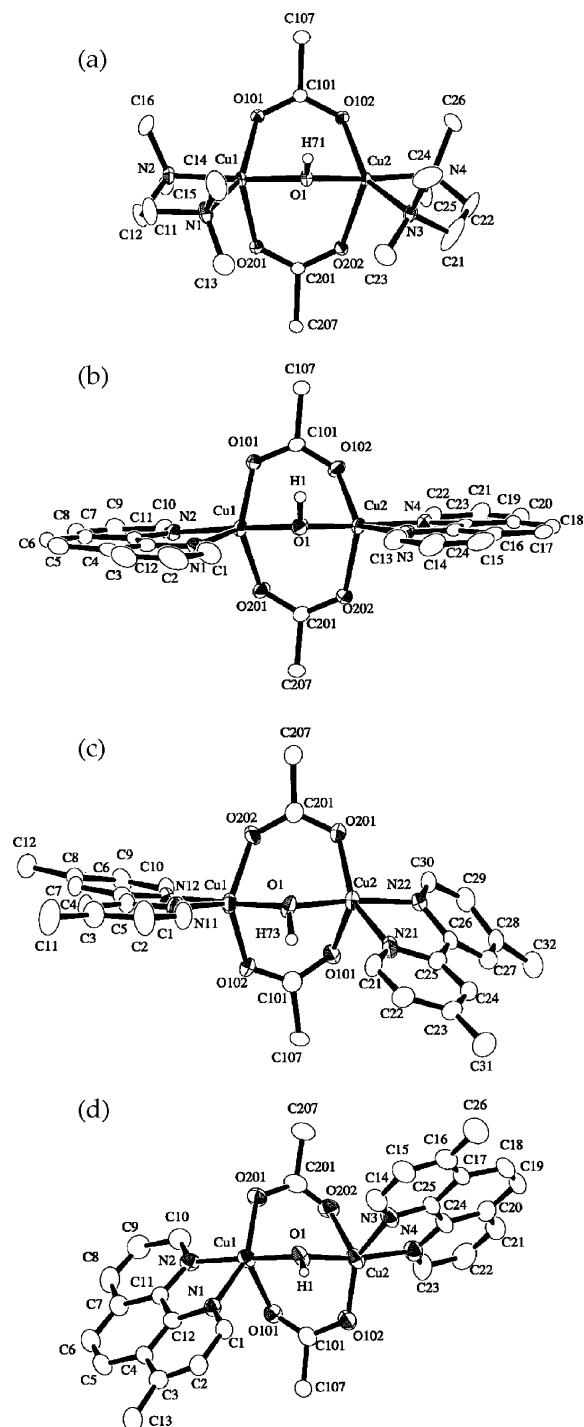 (a)
C107
C16
O101
C101
O102
C26
H71
N2
C14
Cu1
Cu2
C24
N4
C15
O1
C25
C22
C12
C11
N1
N3
C21
C13
O201
C201
O202
C23
C207
(b)
C107
O101
C101
O102
H1
C8
C7
C9
C11
C10
N2
Cu1
Cu2
N4
C22
C23
C21
C19
C20
C18
C6
C5
C4
C3
C12
C2
N1
C1
O1
C13
N3
C14
C24
C15
C16
C17
O201
C201
O202
C207
(c)
C207
O202
C201
O201
C12
C8
C6
C9
C10
N12
Cu1
O1
Cu2
N22
C30
C29
C7
C4
C11
C3
C5
C2
C1
N11
H73
N21
C26
C28
C32
O102
C101
O101
C21
C25
C27
C22
C24
C23
C107
C31
(d)
C207
C26
C15
C16
C18
C17
O201
C201
O202
C14
C25
C19
C10
C9
N3
C24
Cu1
O1
N4
C20
C8
N2
C21
N1
H1
Cu2
C22
C11
C23
C7
C12
O101
C101
O102
C6
C1
C5
C4
C3
C2
C107
C13